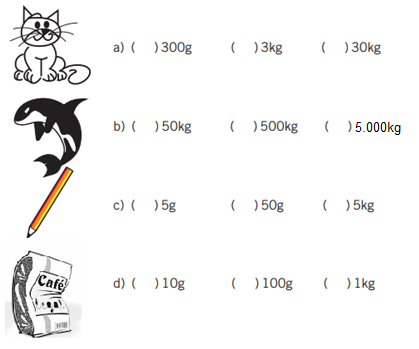 a) (   ) 300g   (   ) 3kg   (   ) 30kg
b) (   ) 50kg   (   ) 500kg   (   ) 5.000kg
c) (   ) 5g   (   ) 50g   (   ) 5kg
Café
d) (   ) 10g   (   ) 100g   (   ) 1kg